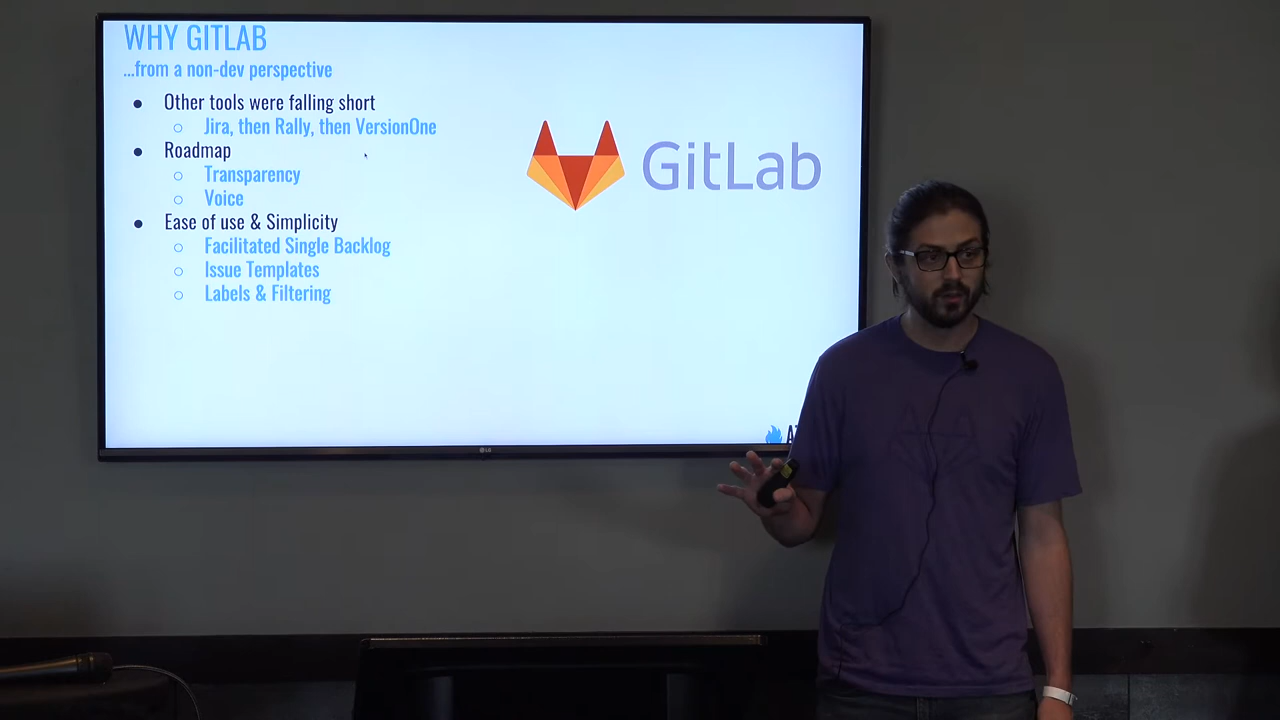 WHY GITLAB
...from a non-dev perspective
● Other tools were falling short
○ Jira, then Rally, then VersionOne
● Roadmap
○ Transparency
○ Voice
● Ease of use & Simplicity
○ Facilitated Single Backlog
○ Issue Templates
○ Labels & Filtering
GitLab
LG